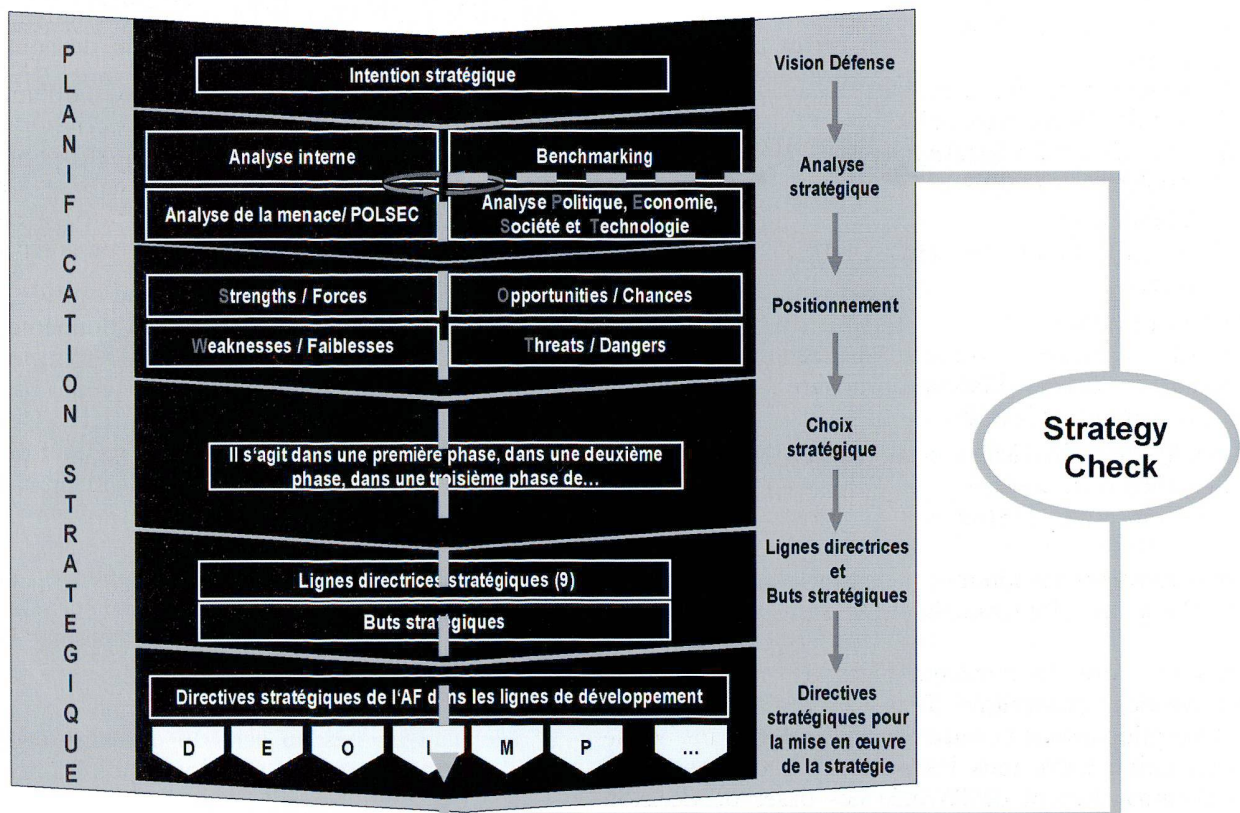 PLANIFICATION STRATEGIQUE
Intention stratégique
Vision Défense
Analyse interne
Benchmarking
Analyse
stratégique
Analyse de la menace/ POLSEC
Analyse Politique, Economie,
Société et Technologie
Strengths / Forces
Opportunities / Chances
Positionnement
Weaknesses / Faiblesses
Threats / Dangers
Choix
stratégique
Il s'agit dans une première phase, dans une deuxième
phase, dans une troisième phase de...
Strategy
Check
Lignes directrices stratégiques (9)
Buts stratégiques
Lignes directrices
et
Buts stratégiques
Directives stratégiques de l'AF dans les lignes de développement
D E O I M P ...
Directives
stratégiques pour
la mise en œuvre
de la stratégie